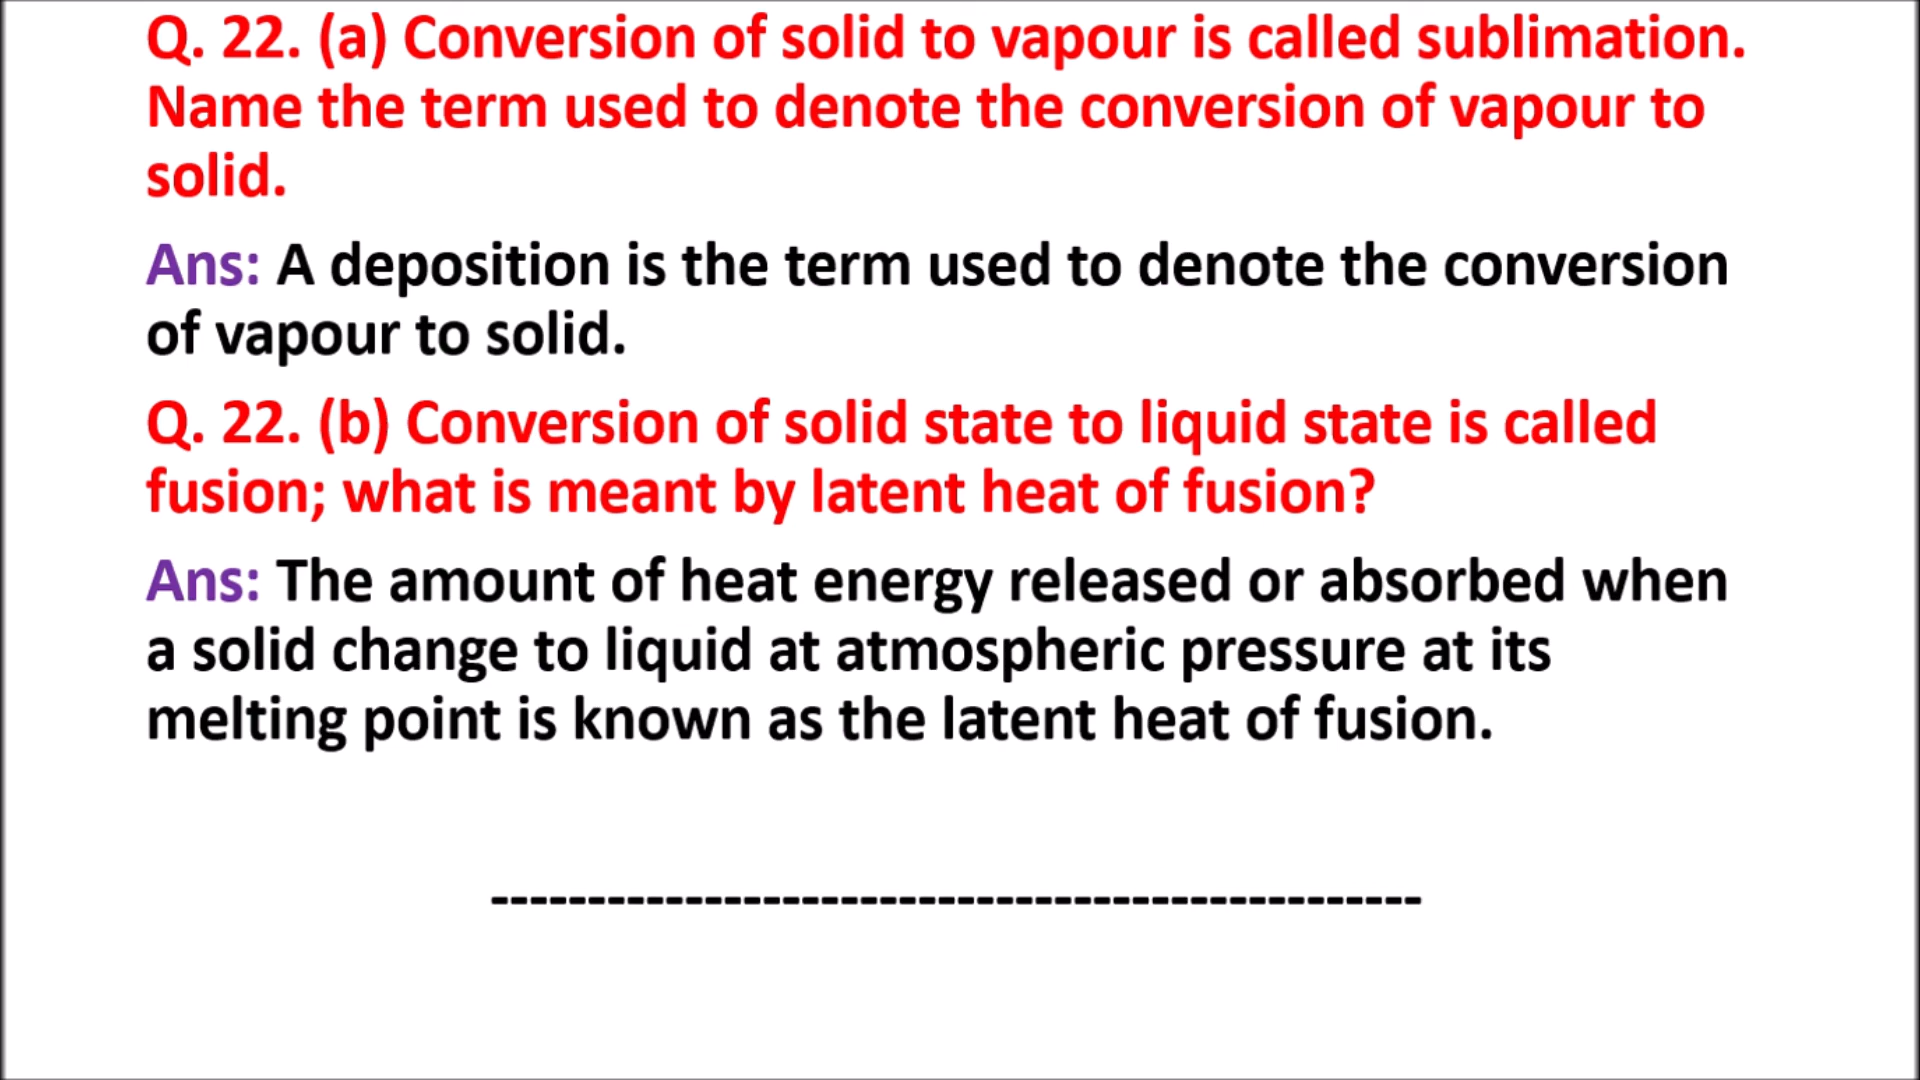 Q. 22. (a) Conversion of solid to vapour is called sublimation.
Name the term used to denote the conversion of vapour to
solid.
Ans: A deposition is the term used to denote the conversion
of vapour to solid.
Q. 22. (b) Conversion of solid state to liquid state is called
fusion; what is meant by latent heat of fusion?
Ans: The amount of heat energy released or absorbed when
a solid change to liquid at atmospheric pressure at its
melting point is known as the latent heat of fusion.
------------------------------------------------